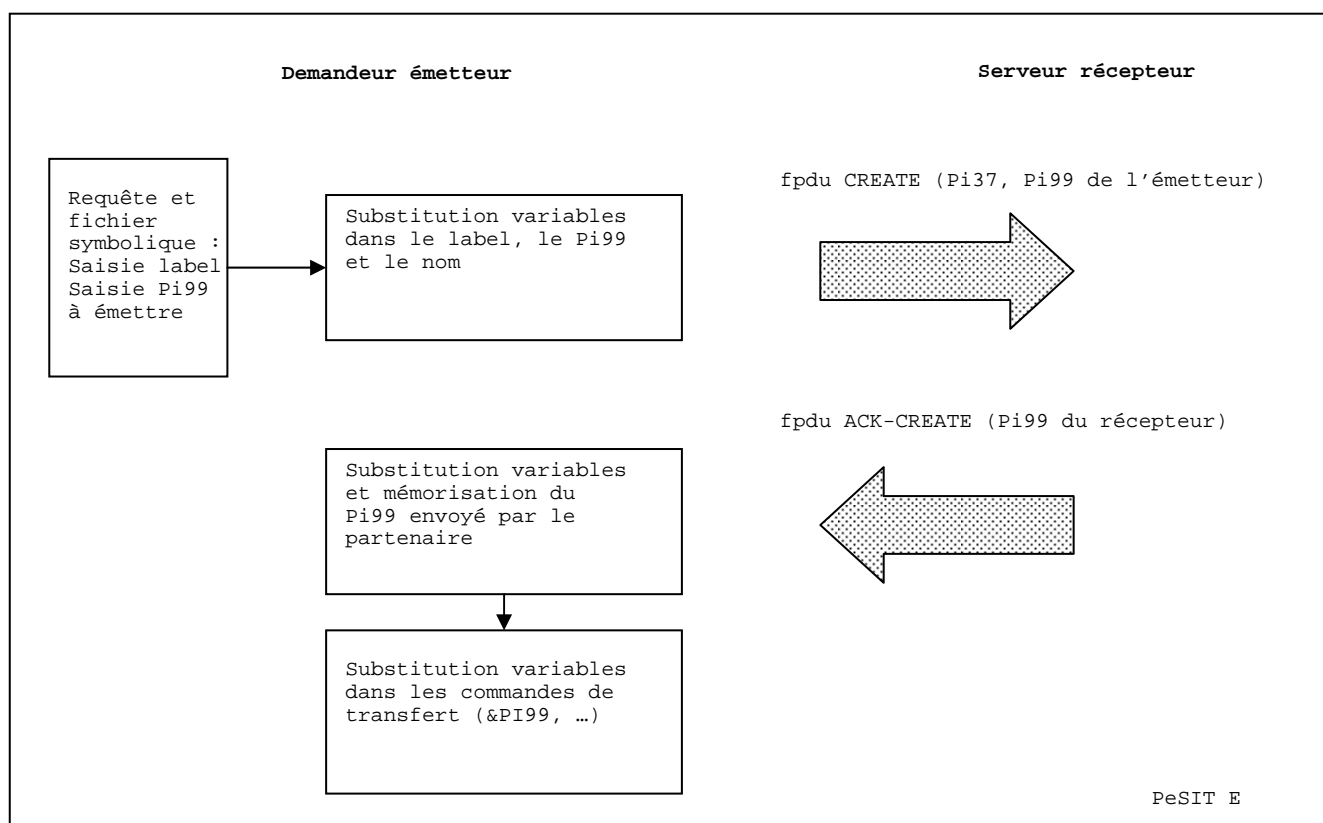 Demandeur émetteur
Serveur récepteur
Requête et
fichier
symbolique :
Saisie label
Saisie Pi99
à émettre
Substitution variables
dans le label, le Pi99
et le nom
fpdu CREATE (Pi37, Pi99 de l’émetteur)
fpdu ACK-CREATE (Pi99 du récepteur)
Substitution variables
et mémorisation du
Pi99 envoyé par le
partenaire
Substitution variables
dans les commandes de
transfert (&PI99, …)
PeSIT E